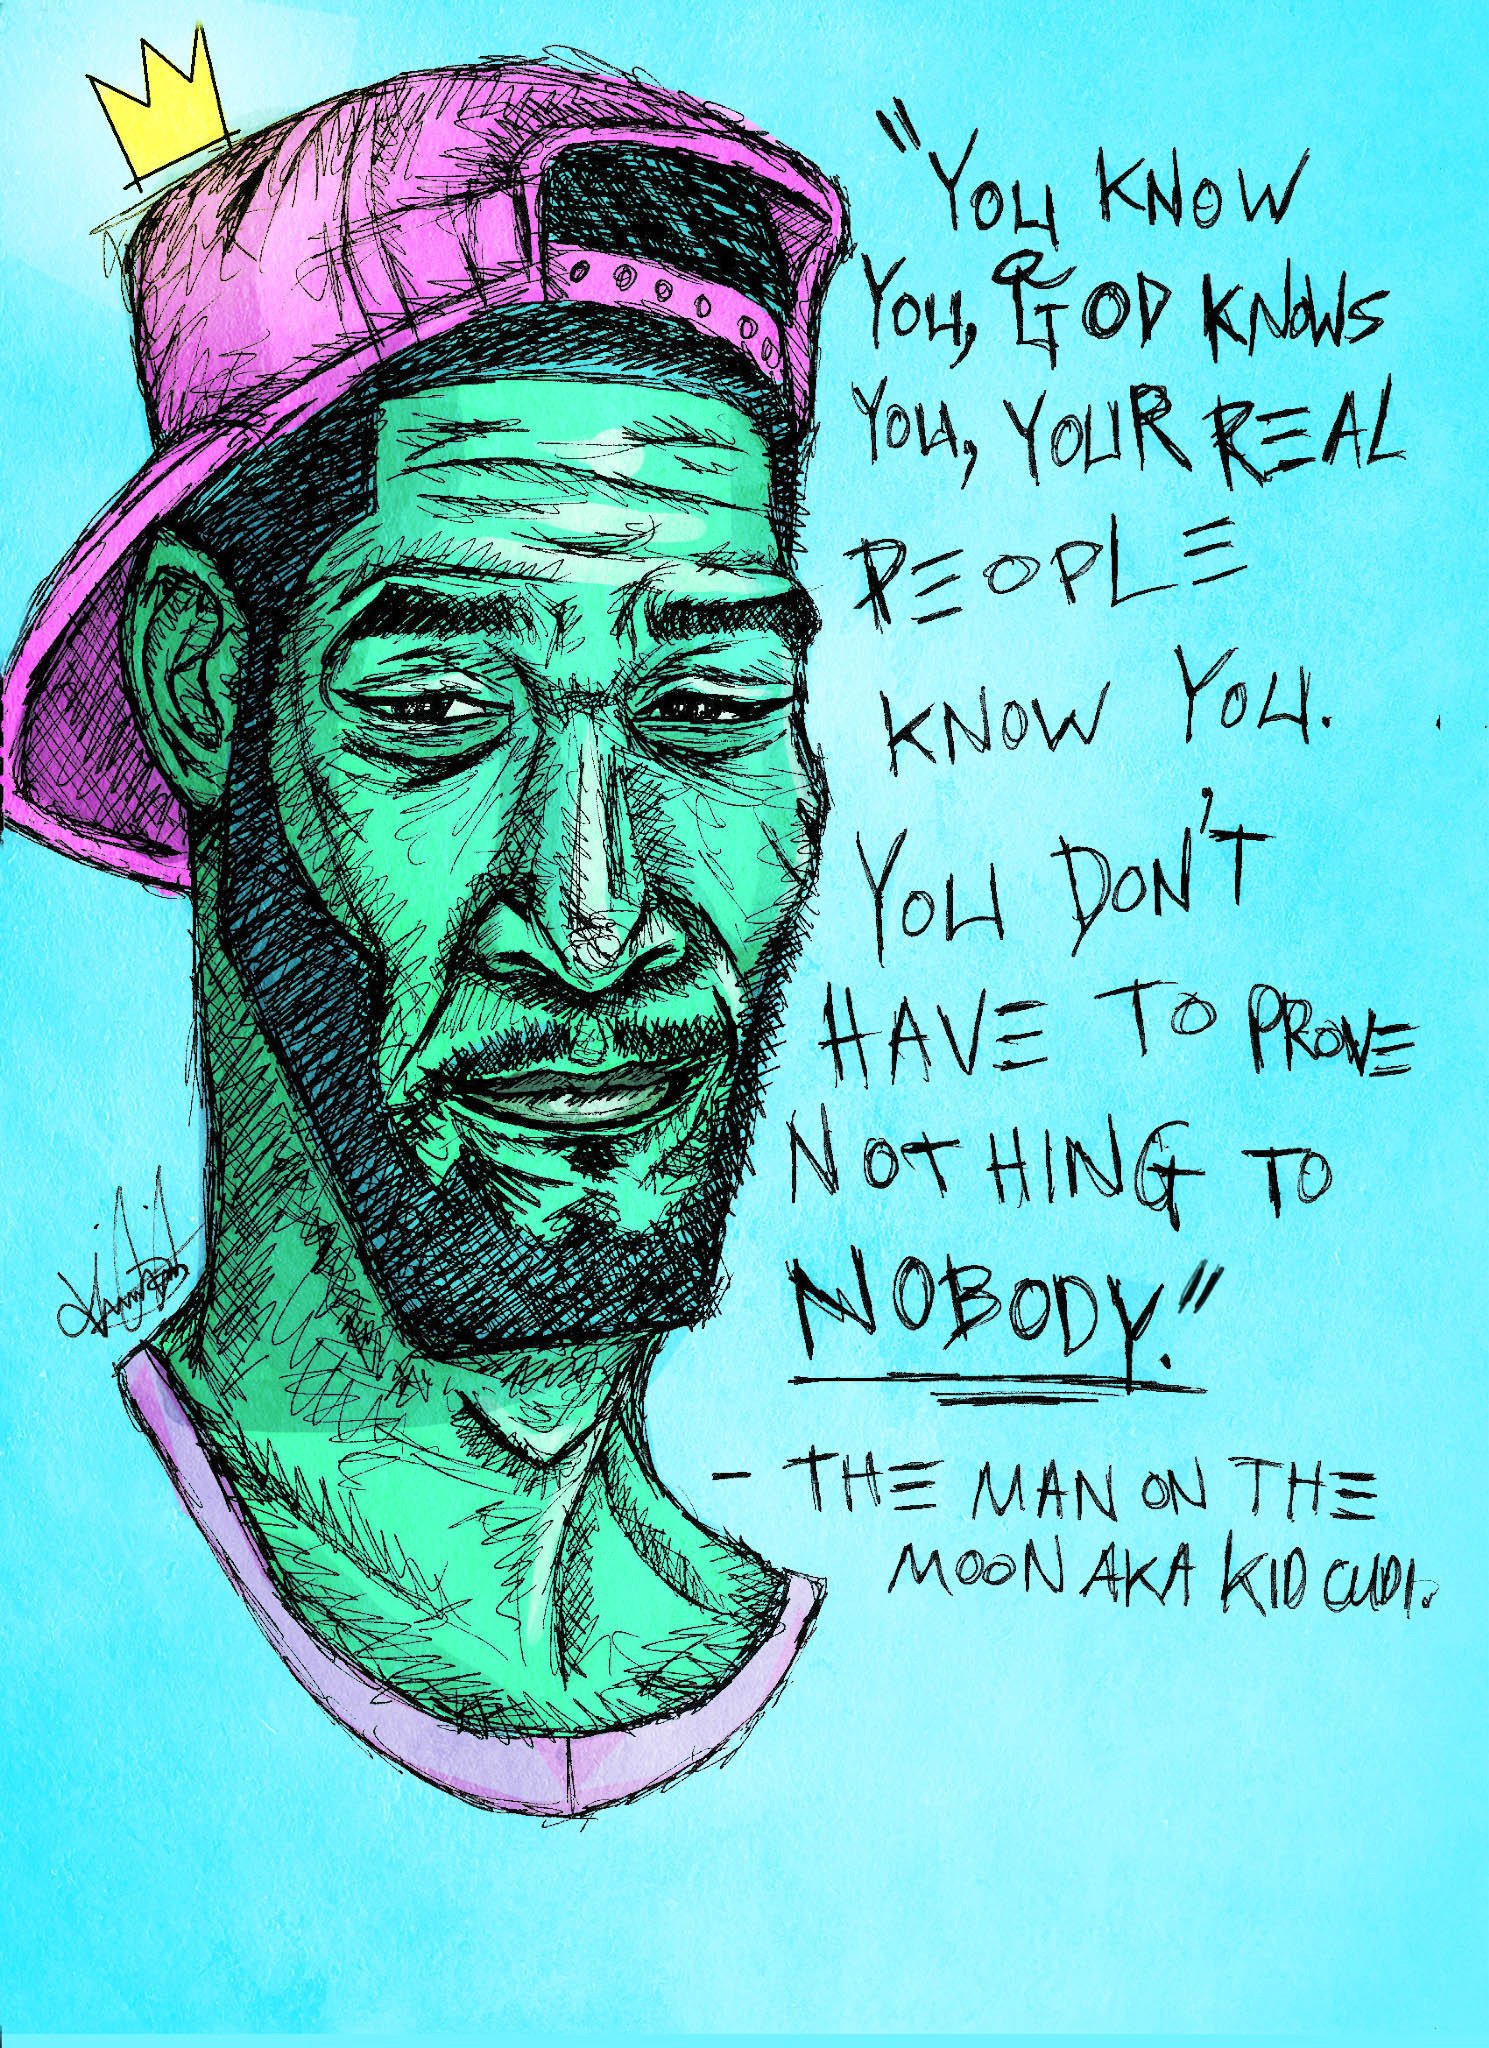 "YOU KNOW
YOU, GOD KNOWS
YOU, YOUR REAL
PEOPLE
KNOW YOU.
YOU DON'T
HAVE TO PROVE
NOTHING TO
NOBODY."
- THE MAN ON THE
MOON AKA KID CUDI.